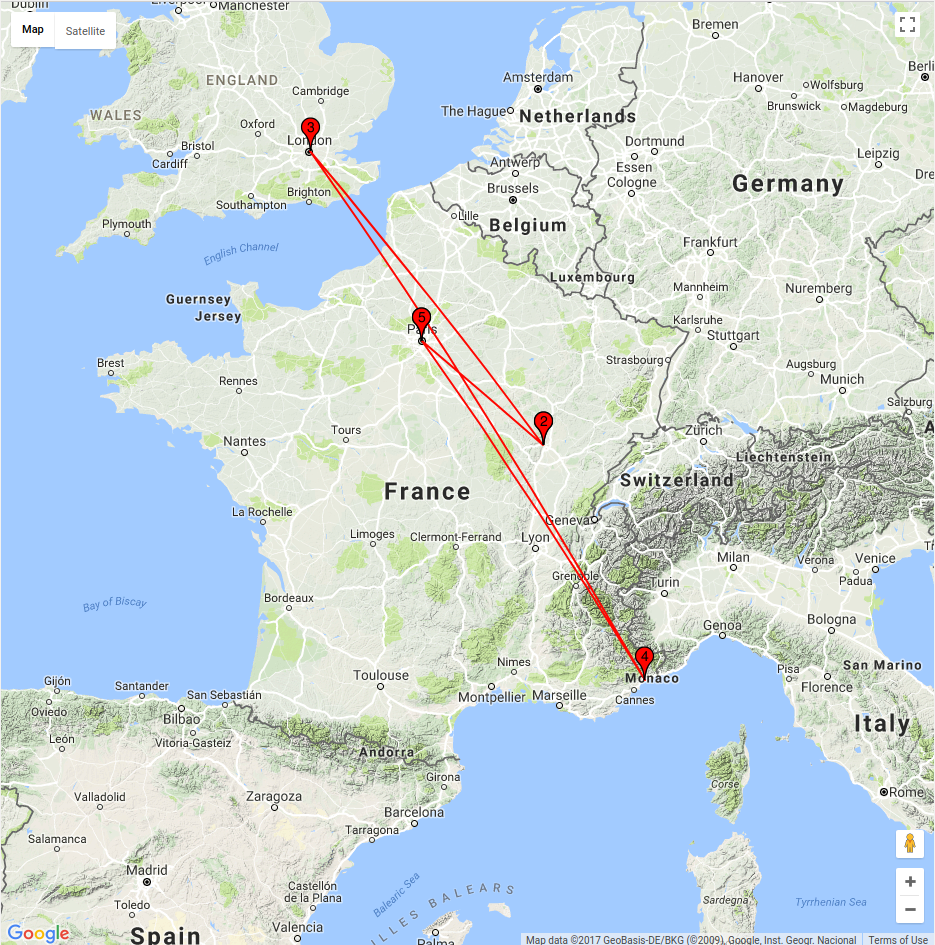 Dublin
Liverpool
Manchester
Map
Satellite
Bremen
ENGLAND
Cambridge
Amsterdam
Hanover
Wolfsburg
Berli
The Hague
Netherlands
Brunswick
Magdeburg
WALES
Oxford
3
London
Bristol
Cardiff
Dortmund
Essen
Antwerp
Leipzig
Brighton
Southampton
Brussels
Cologne
Germany
Dre
Plymouth
Lille
Belgium
English Channel
Frankfurt
Luxembourg
Guernsey
Jersey
Mannheim
Nuremberg
5
Paris
Karlsruhe
Stuttgart
Brest
Strasbourg
Augsburg
Munich
Rennes
Salzburg
2
Tours
Zürich
A
Nantes
Liechtenstein
France
Switzerland
La Rochelle
Geneva
Limoges
Clermont-Ferrand
Lyon
Milan
Verona
Venice
Tr
Grenoble
Turin
Padua
Bay of Biscay
Bordeaux
Genoa
Bologna
4
Nimes
Monaco
Pisa
San Marino
Toulouse
Florence
Gijón
Santander
San Sebastián
Montpellier
Marseille
Cannes
Oviedo
Bilbao
Italy
León
Vitoria-Gasteiz
Andorra
Girona
Corse
Valladolid
Zaragoza
Rome
Barcelona
Tarragona
Salamanca
Madrid
Castellón
de la Plana
Balearic Sea
ILLES BALEARS
Sardegna
Tyrrhenian Sea
Toledo
Valencia
Spain
Palma
Google
Map data ©2017 GeoBasis-DE/BKG (©2009), Google, Inst. Geogr. Nacional
Terms of Use